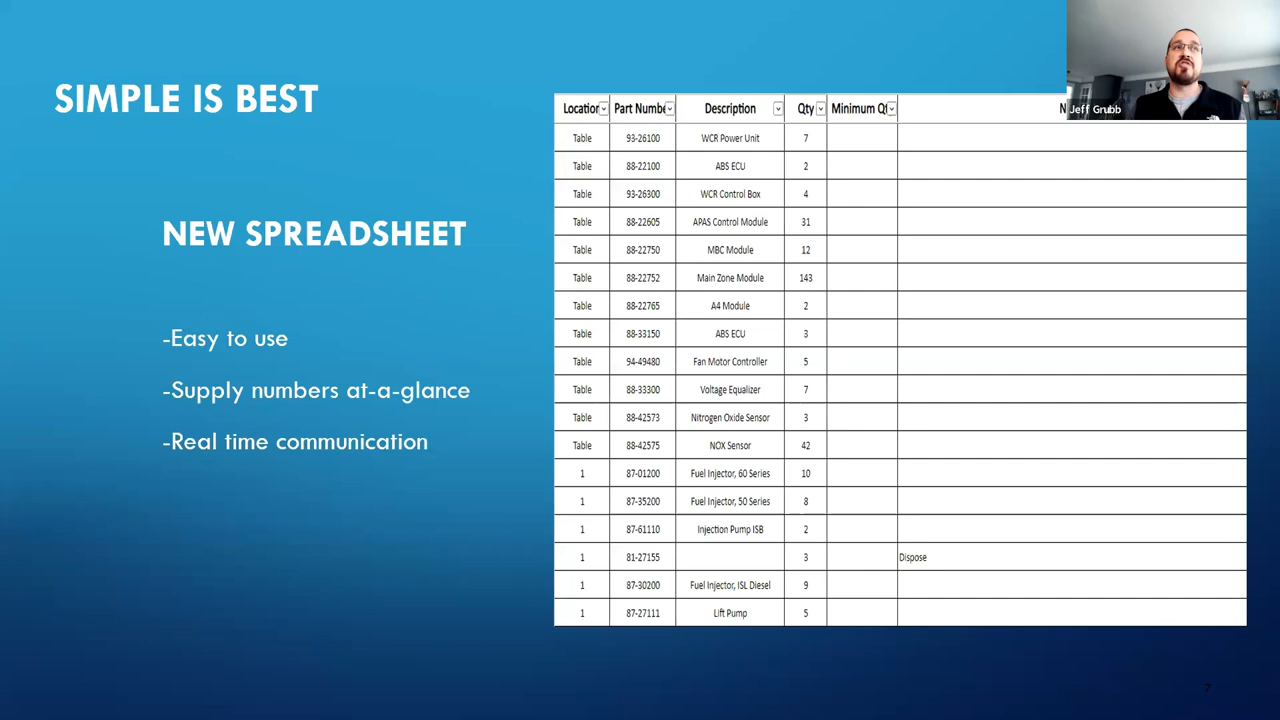 SIMPLE IS BEST
NEW SPREADSHEET
-Easy to use
-Supply numbers at-a-glance
-Real time communication
Jeff Grubb
Location Part Numbe Description Qty Minimum Qt N
Table 93-26100 WCR Power Unit 7
Table 88-22100 ABS ECU 2
Table 93-26300 WCR Control Box 4
Table 88-22605 APAS Control Module 31
Table 88-22750 MBC Module 12
Table 88-22752 Main Zone Module 143
Table 88-22765 A4 Module 2
Table 88-33150 ABS ECU 3
Table 94-49480 Fan Motor Controller 5
Table 88-33300 Voltage Equalizer 7
Table 88-42573 Nitrogen Oxide Sensor 3
Table 88-42575 NOX Sensor 42
1 87-01200 Fuel Injector, 60 Series 10
1 87-35200 Fuel Injector, 50 Series 8
1 87-61110 Injection Pump ISB 2
1 81-27155 3 Dispose
1 87-30200 Fuel Injector, ISL Diesel 9
1 87-27111 Lift Pump 5
7